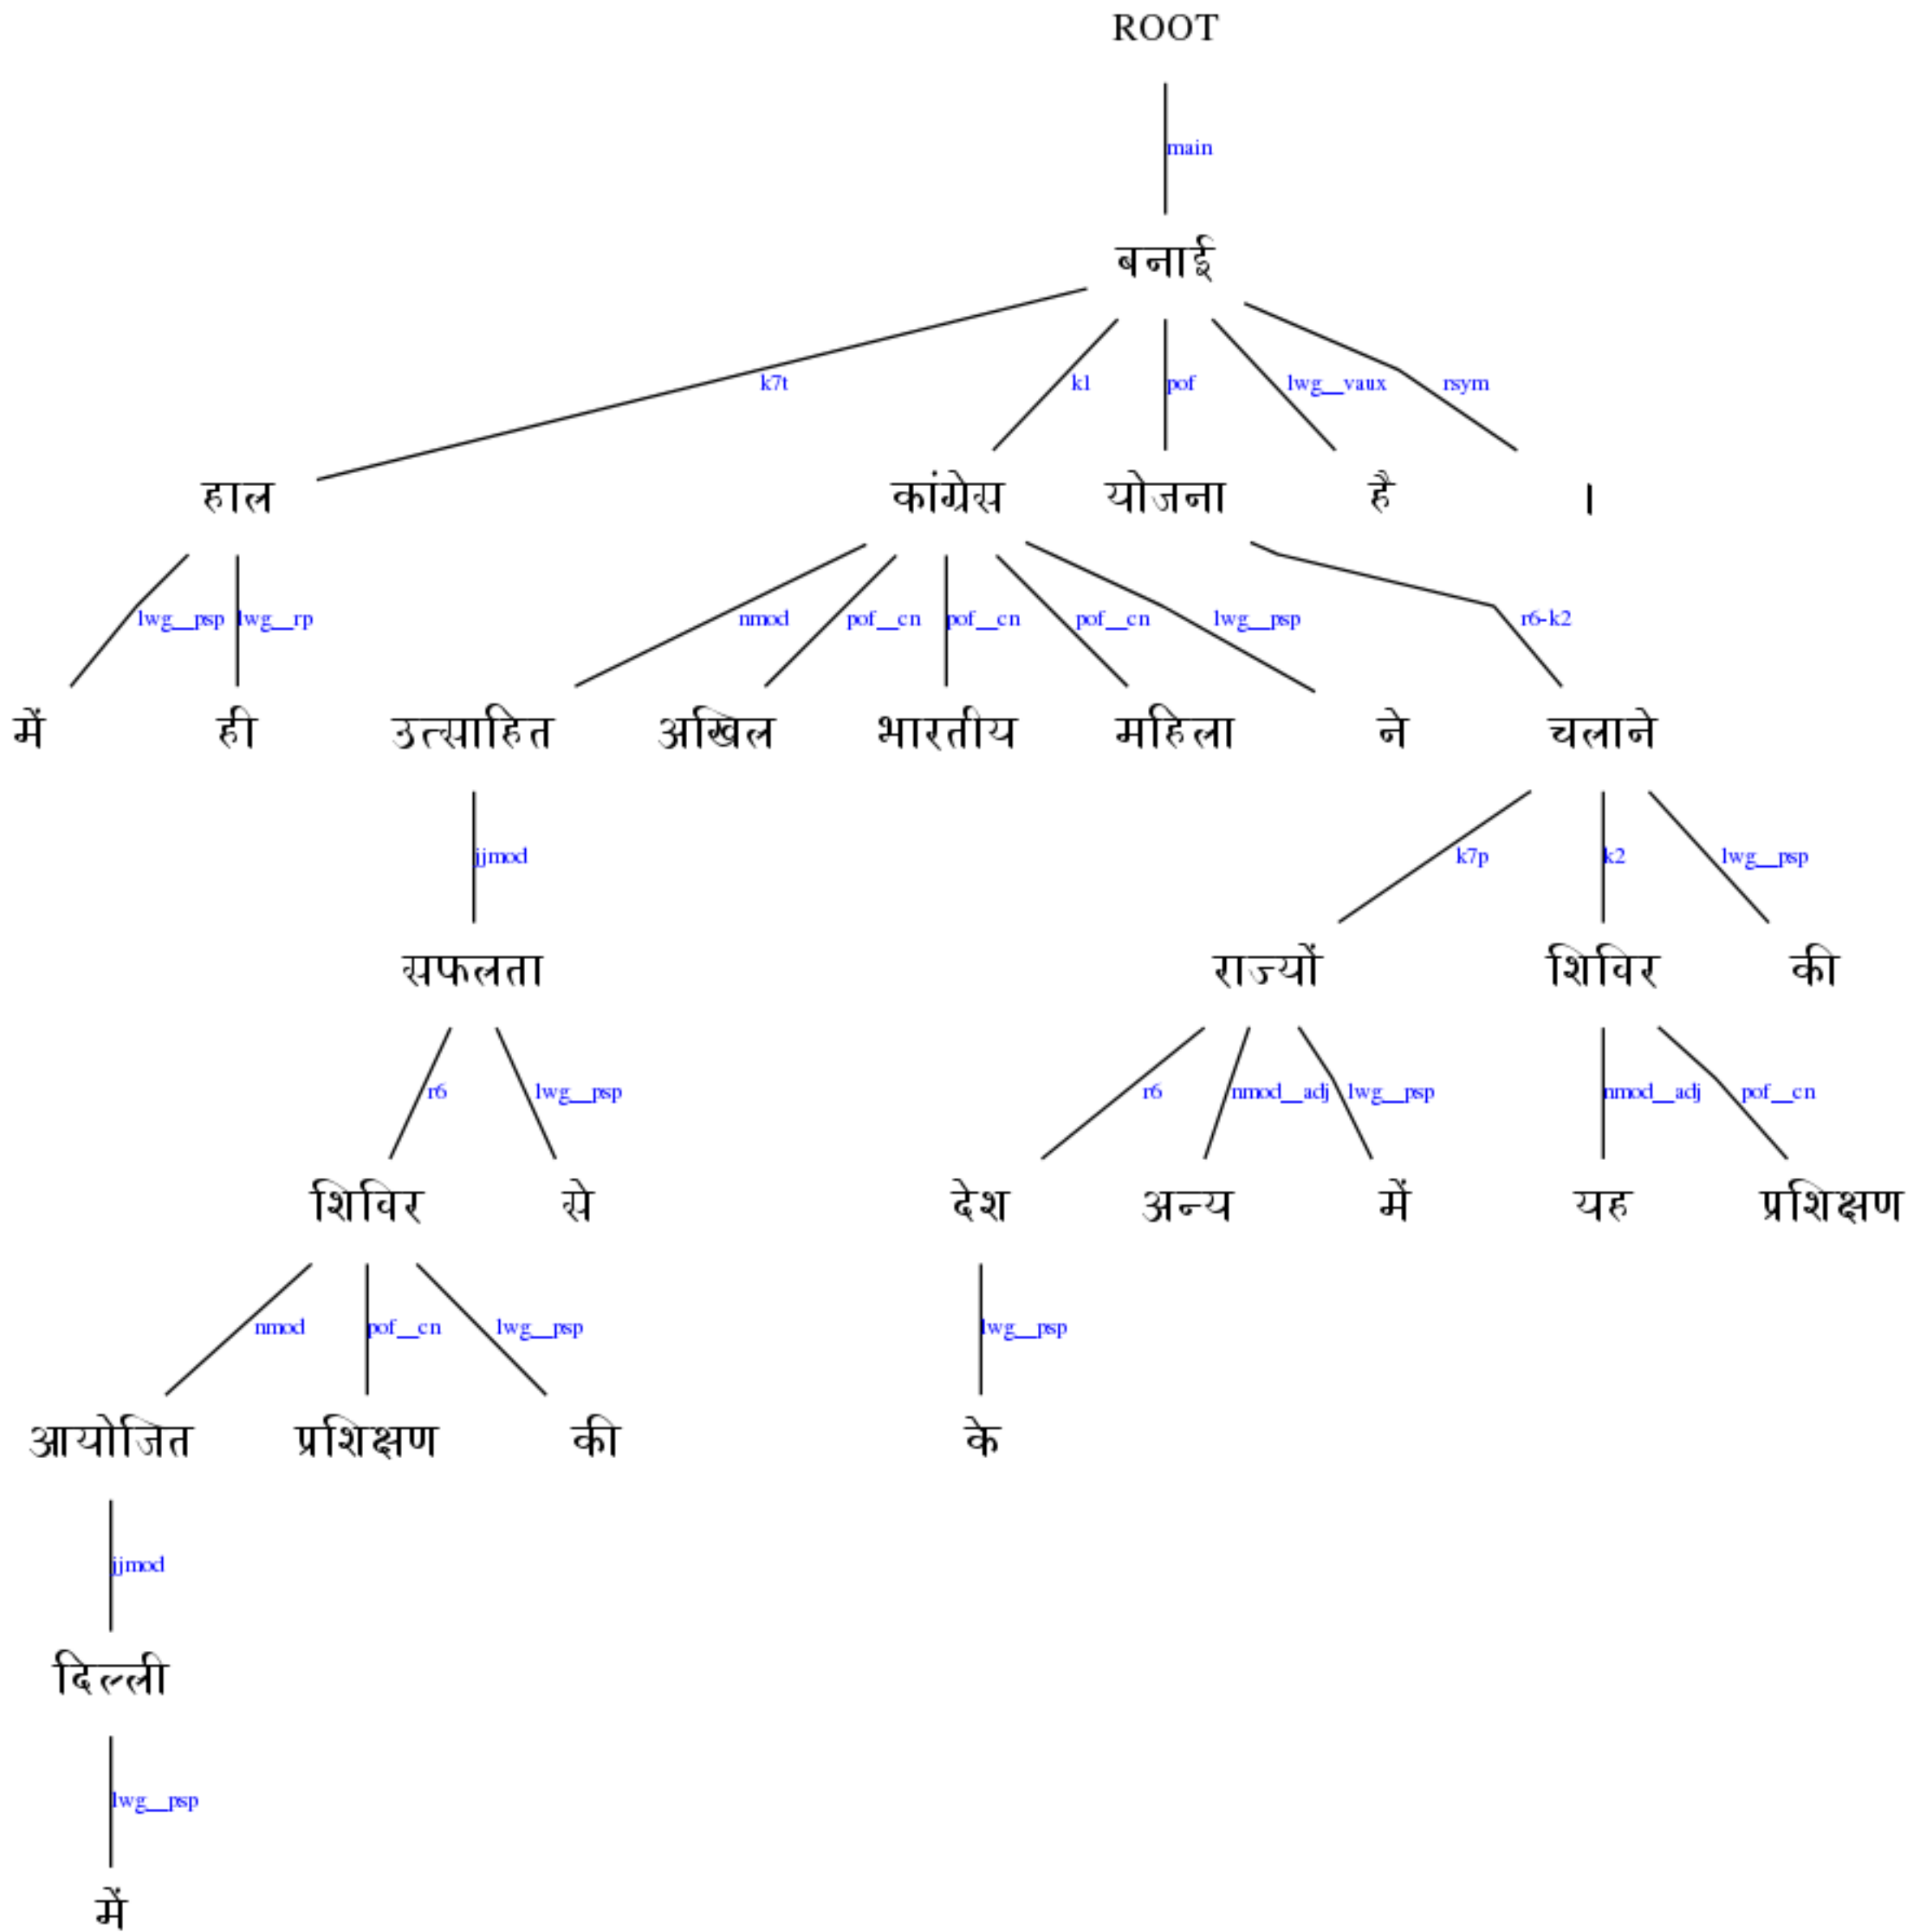 ROOT
main
बनाई
k7t k1 pof lwg__vaux rsym
हाल कांग्रेस योजना है ।
lwg__psp lwg__rp nmod pof__cn pof__cn pof__cn lwg__psp r6-k2
में ही उत्साहित अखिल भारतीय महिला ने चलाने
jjmod k7p k2 lwg__psp
सफलता राज्यों शिविर की
r6 lwg__psp r6 nmod__adj lwg__psp nmod__adj pof__cn
शिविर से देश अन्य में यह प्रशिक्षण
nmod pof__cn lwg__psp lwg__psp
आयोजित प्रशिक्षण की के
jjmod
दिल्ली
lwg__psp
में